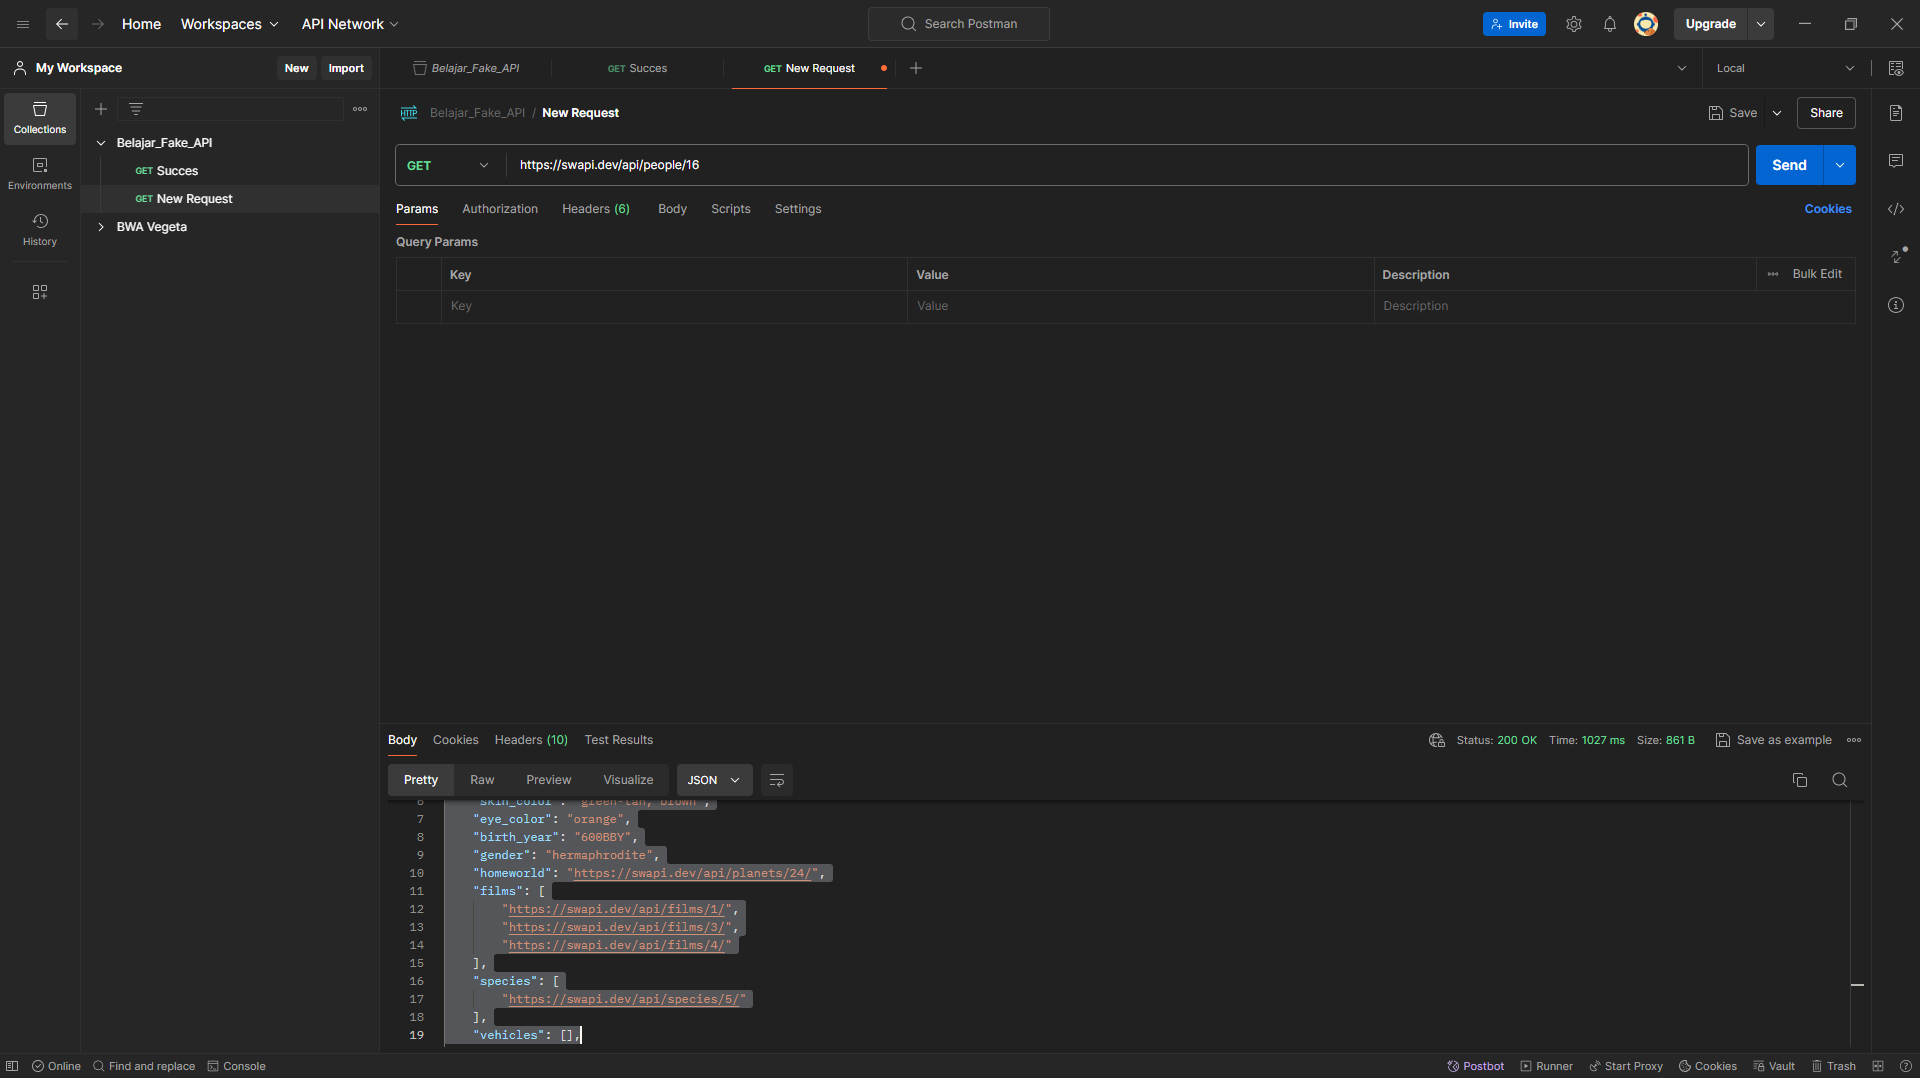 Home Workspaces API Network Search Postman Invite Upgrade
My Workspace New Import Belajar_Fake_API GET Succes GET New Request Local
Collections
Environments
History
Belajar_Fake_API
GET Succes
GET New Request
BWA Vegeta
HTTP Belajar_Fake_API / New Request Save Share
GET https://swapi.dev/api/people/16 Send
Params Authorization Headers (6) Body Scripts Settings Cookies
Query Params
Key Value Description Bulk Edit
Key Value Description
Body Cookies Headers (10) Test Results Status: 200 OK Time: 1027 ms Size: 861 B Save as example
Pretty Raw Preview Visualize JSON
6 "skin_color": "green-tan, brown",
7 "eye_color": "orange",
8 "birth_year": "600BBY",
9 "gender": "hermaphrodite",
10 "homeworld": "https://swapi.dev/api/planets/24/",
11 "films": [
12 "https://swapi.dev/api/films/1/",
13 "https://swapi.dev/api/films/3/",
14 "https://swapi.dev/api/films/4/"
15 ],
16 "species": [
17 "https://swapi.dev/api/species/5/"
18 ],
19 "vehicles": [],
Online Find and replace Console Postbot Runner Start Proxy Cookies Vault Trash